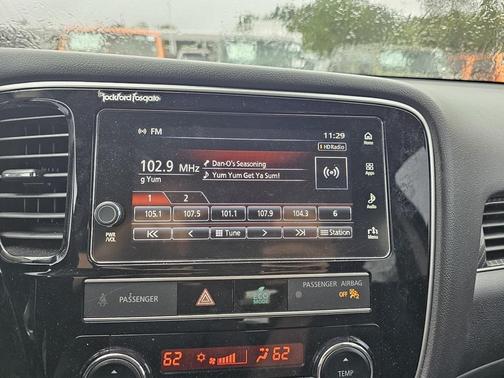 Rockford Fosgate
FM
11:29
Home
102.9 MHz
Dan-O's Seasoning
HD Radio
g Yum
Yum Yum Get Ya Sum!
Apps
1 2
Audio
105.1 107.5 101.1 107.9 104.3 6
PWR
/VOL
Tune
Station
Menu
PASSENGER
ECO
MODE
PASSENGER AIRBAG
OFF
62
62
TEMP